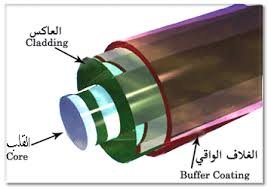 العاكس
Cladding
القلب
Core
الغلاف الواقي
Buffer Coating